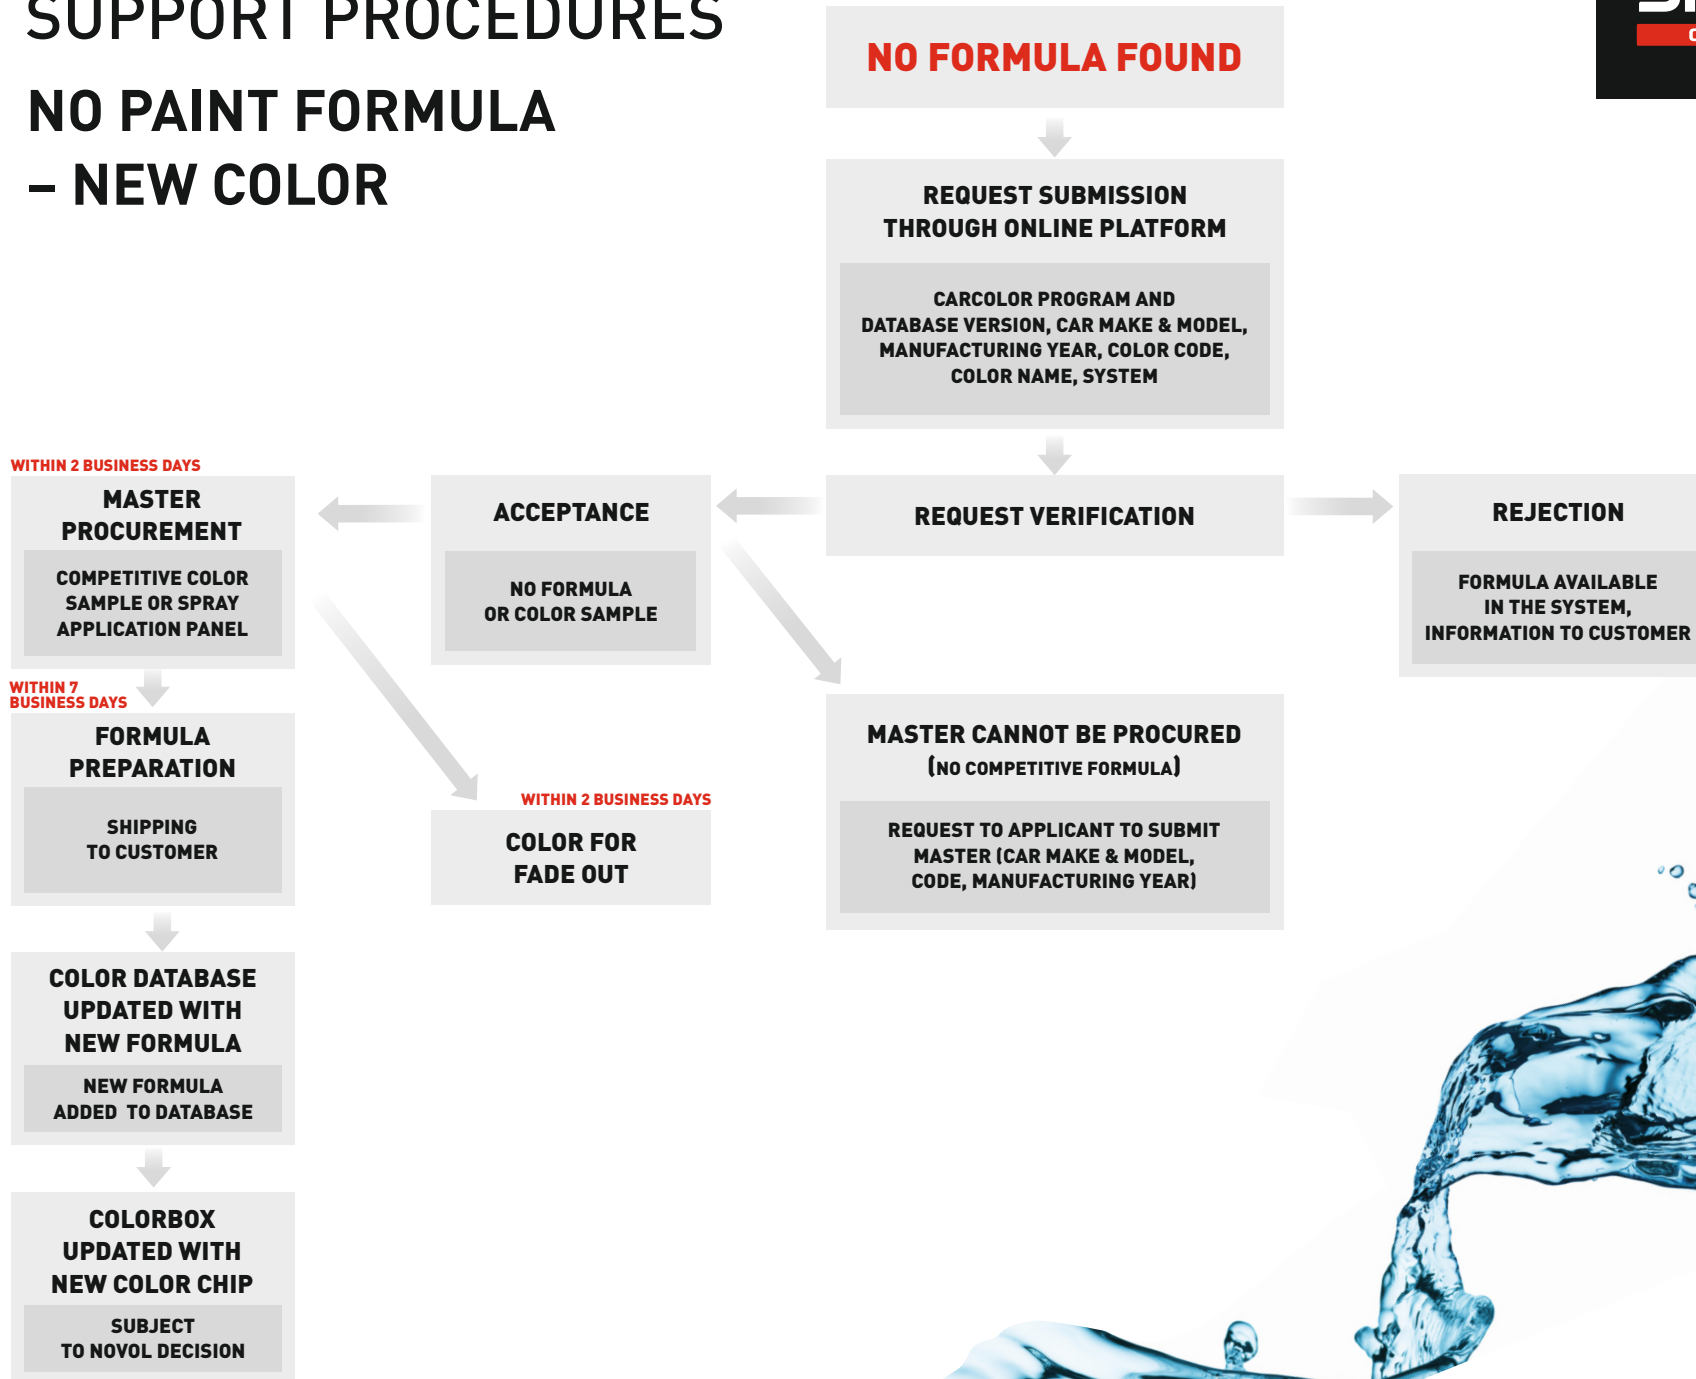 SUPPORT PROCEDURES
NO PAINT FORMULA
– NEW COLOR
NO FORMULA FOUND
REQUEST SUBMISSION
THROUGH ONLINE PLATFORM
CARCOLOR PROGRAM AND
DATABASE VERSION, CAR MAKE & MODEL,
MANUFACTURING YEAR, COLOR CODE,
COLOR NAME, SYSTEM
WITHIN 2 BUSINESS DAYS
MASTER
PROCUREMENT
COMPETITIVE COLOR
SAMPLE OR SPRAY
APPLICATION PANEL
ACCEPTANCE
NO FORMULA
OR COLOR SAMPLE
REQUEST VERIFICATION
REJECTION
FORMULA AVAILABLE
IN THE SYSTEM,
INFORMATION TO CUSTOMER
WITHIN 7
BUSINESS DAYS
FORMULA
PREPARATION
SHIPPING
TO CUSTOMER
WITHIN 2 BUSINESS DAYS
COLOR FOR
FADE OUT
MASTER CANNOT BE PROCURED
(NO COMPETITIVE FORMULA)
REQUEST TO APPLICANT TO SUBMIT
MASTER (CAR MAKE & MODEL,
CODE, MANUFACTURING YEAR)
COLOR DATABASE
UPDATED WITH
NEW FORMULA
NEW FORMULA
ADDED TO DATABASE
COLORBOX
UPDATED WITH
NEW COLOR CHIP
SUBJECT
TO NOVOL DECISION